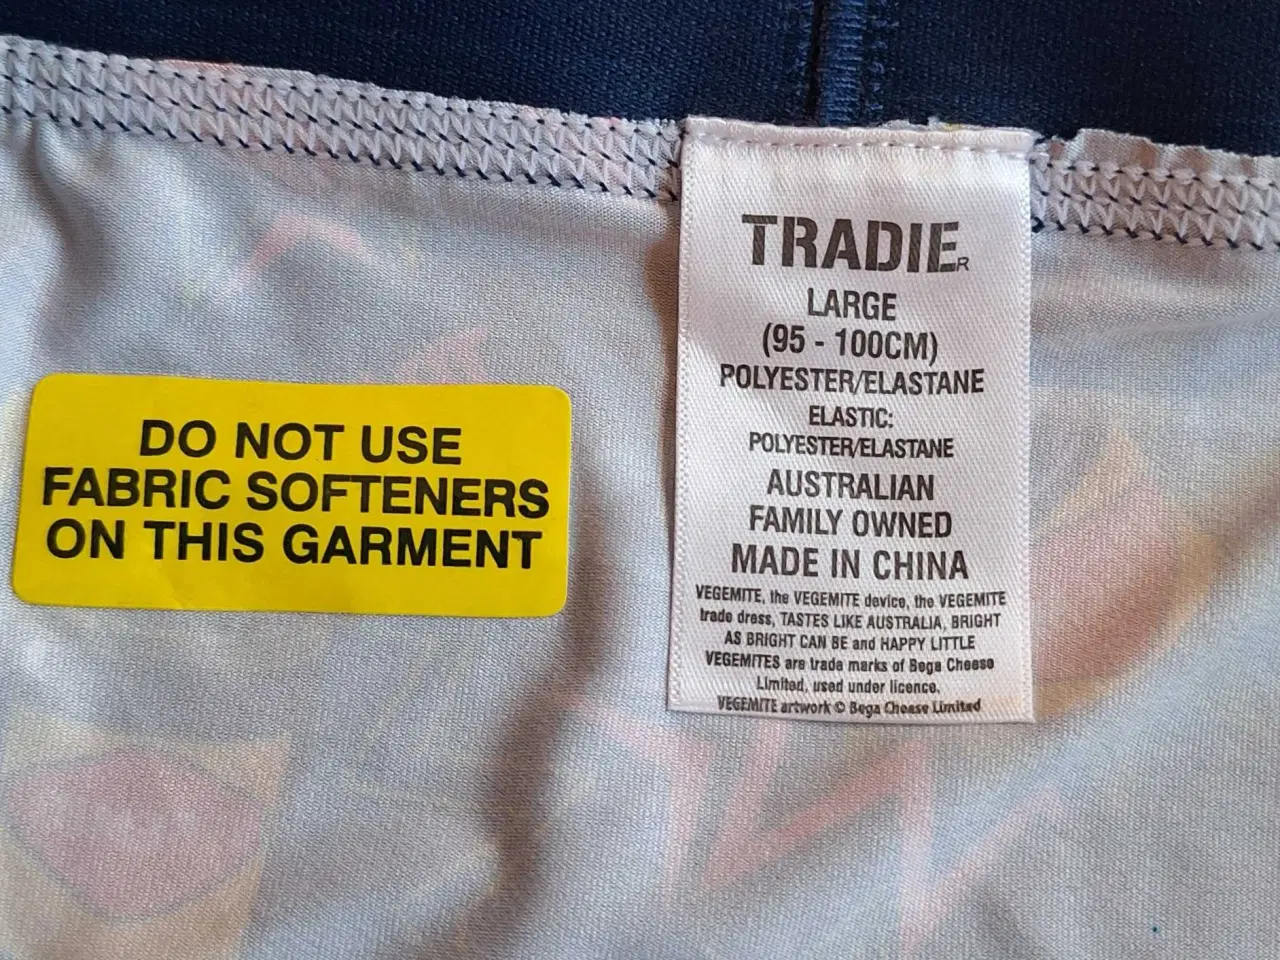 DO NOT USE
FABRIC SOFTENERS
ON THIS GARMENT
TRADIE R
LARGE
(95 - 100CM)
POLYESTER/ELASTANE
ELASTIC:
POLYESTER/ELASTANE
AUSTRALIAN
FAMILY OWNED
MADE IN CHINA
VEGEMITE, the VEGEMITE device, the VEGEMITE
trade dress, TASTES LIKE AUSTRALIA, BRIGHT
AS BRIGHT CAN BE and HAPPY LITTLE
VEGEMITES are trade marks of Bega Cheese
Limited, used under licence.
VEGEMITE artwork © Bega Cheese Limited